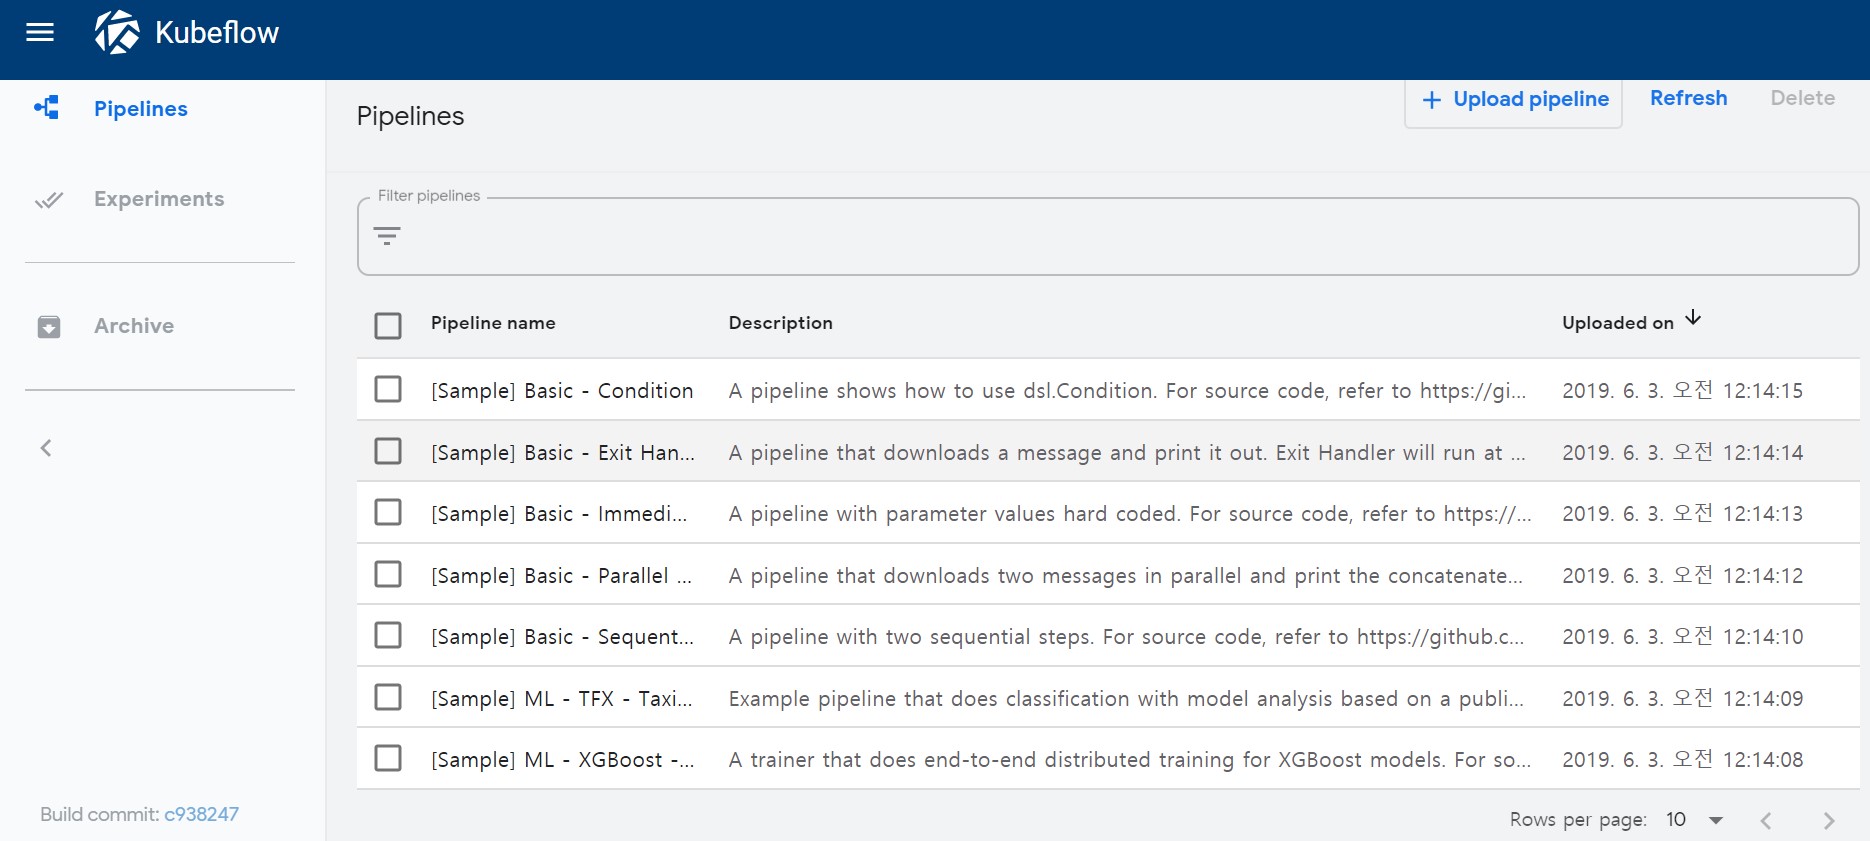 Kubeflow
Pipelines
Experiments
Archive
Build commit: c938247
Pipelines
+ Upload pipeline Refresh Delete
Filter pipelines
Pipeline name Description Uploaded on
[Sample] Basic - Condition A pipeline shows how to use dsl.Condition. For source code, refer to https://gi... 2019. 6. 3. 오전 12:14:15
[Sample] Basic - Exit Han... A pipeline that downloads a message and print it out. Exit Handler will run at ... 2019. 6. 3. 오전 12:14:14
[Sample] Basic - Immedi... A pipeline with parameter values hard coded. For source code, refer to https://... 2019. 6. 3. 오전 12:14:13
[Sample] Basic - Parallel ... A pipeline that downloads two messages in parallel and print the concatenate... 2019. 6. 3. 오전 12:14:12
[Sample] Basic - Sequent... A pipeline with two sequential steps. For source code, refer to https://github.c... 2019. 6. 3. 오전 12:14:10
[Sample] ML - TFX - Taxi... Example pipeline that does classification with model analysis based on a publi... 2019. 6. 3. 오전 12:14:09
[Sample] ML - XGBoost -... A trainer that does end-to-end distributed training for XGBoost models. For so... 2019. 6. 3. 오전 12:14:08
Rows per page: 10